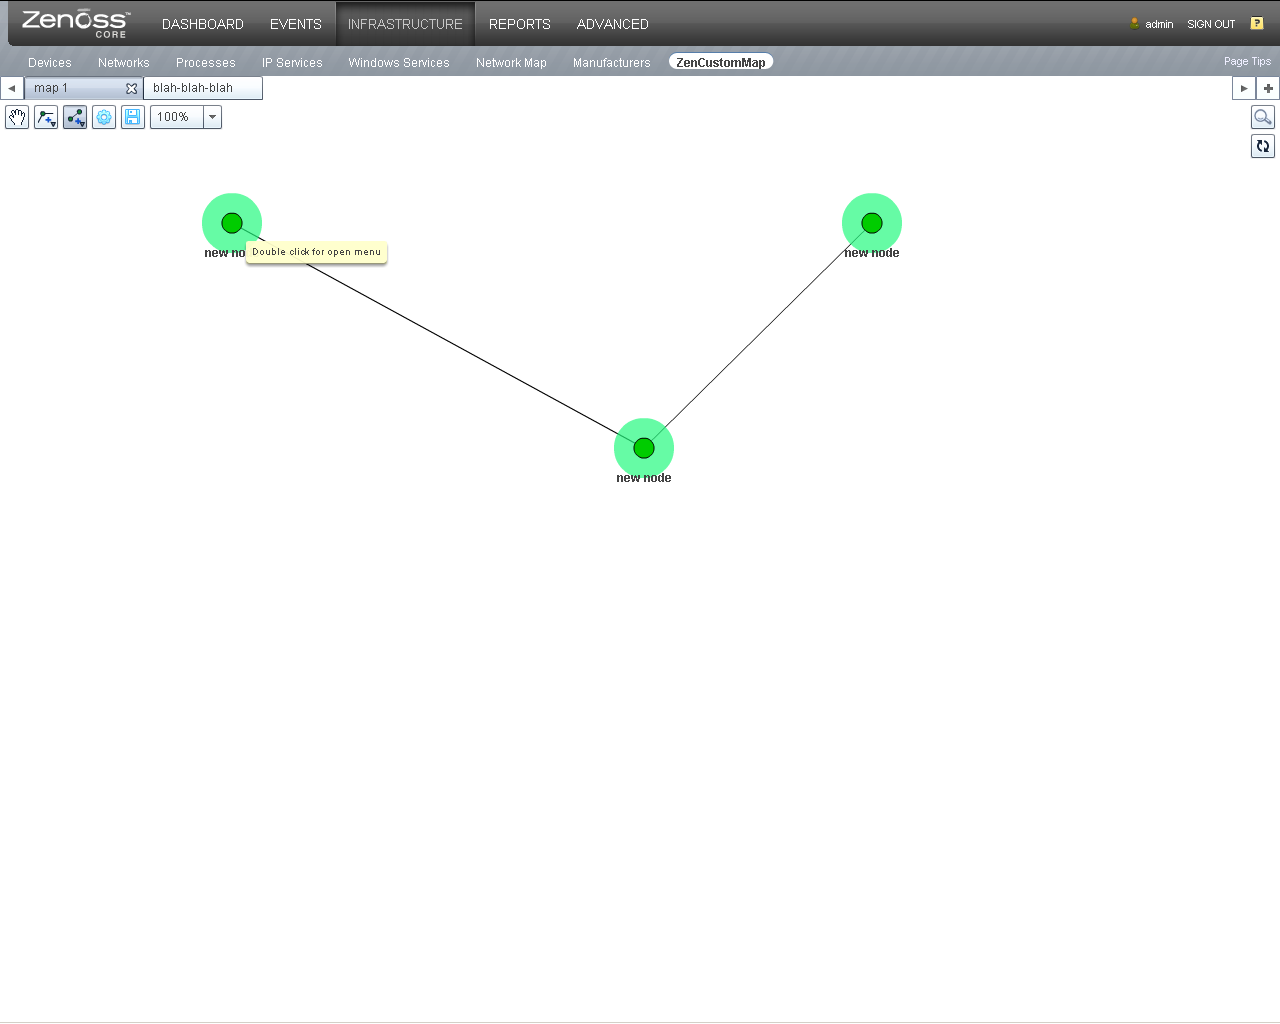 Zenoss™ CORE DASHBOARD EVENTS INFRASTRUCTURE REPORTS ADVANCED admin SIGN OUT ?
Devices Networks Processes IP Services Windows Services Network Map Manufacturers ZenCustomMap Page Tips
map 1 blah-blah-blah
100%
new no
Double click for open menu
new node
new node